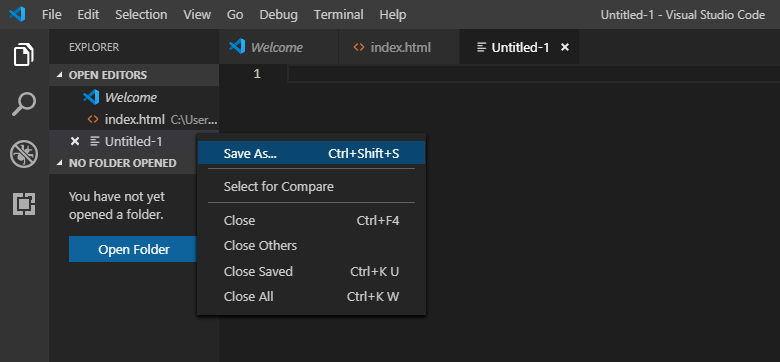 File Edit Selection View Go Debug Terminal Help Untitled-1 - Visual Studio Code
EXPLORER Welcome index.html Untitled-1
OPEN EDITORS 1
Welcome
index.html C:\User...
Untitled-1
NO FOLDER OPENED
You have not yet
opened a folder.
Open Folder
Save As... Ctrl+Shift+S
Select for Compare
Close Ctrl+F4
Close Others
Close Saved Ctrl+K U
Close All Ctrl+K W